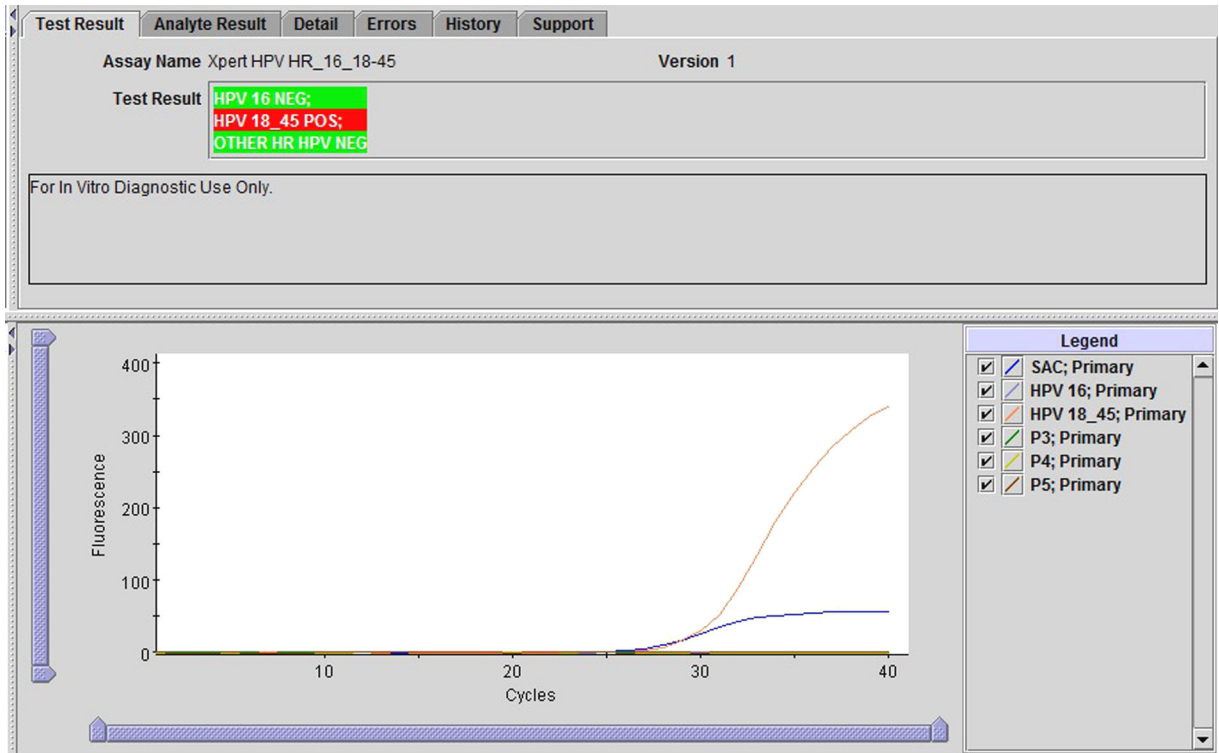 Test Result Analyte Result Detail Errors History Support
Assay Name Xpert HPV HR_16_18-45 Version 1
Test Result HPV 16 NEG;
HPV 18_45 POS;
OTHER HR HPV NEG
For In Vitro Diagnostic Use Only.
Legend
SAC; Primary
HPV 16; Primary
HPV 18_45; Primary
P3; Primary
P4; Primary
P5; Primary
Fluorescence
400
300
200
100
0
10 20 30 40
Cycles